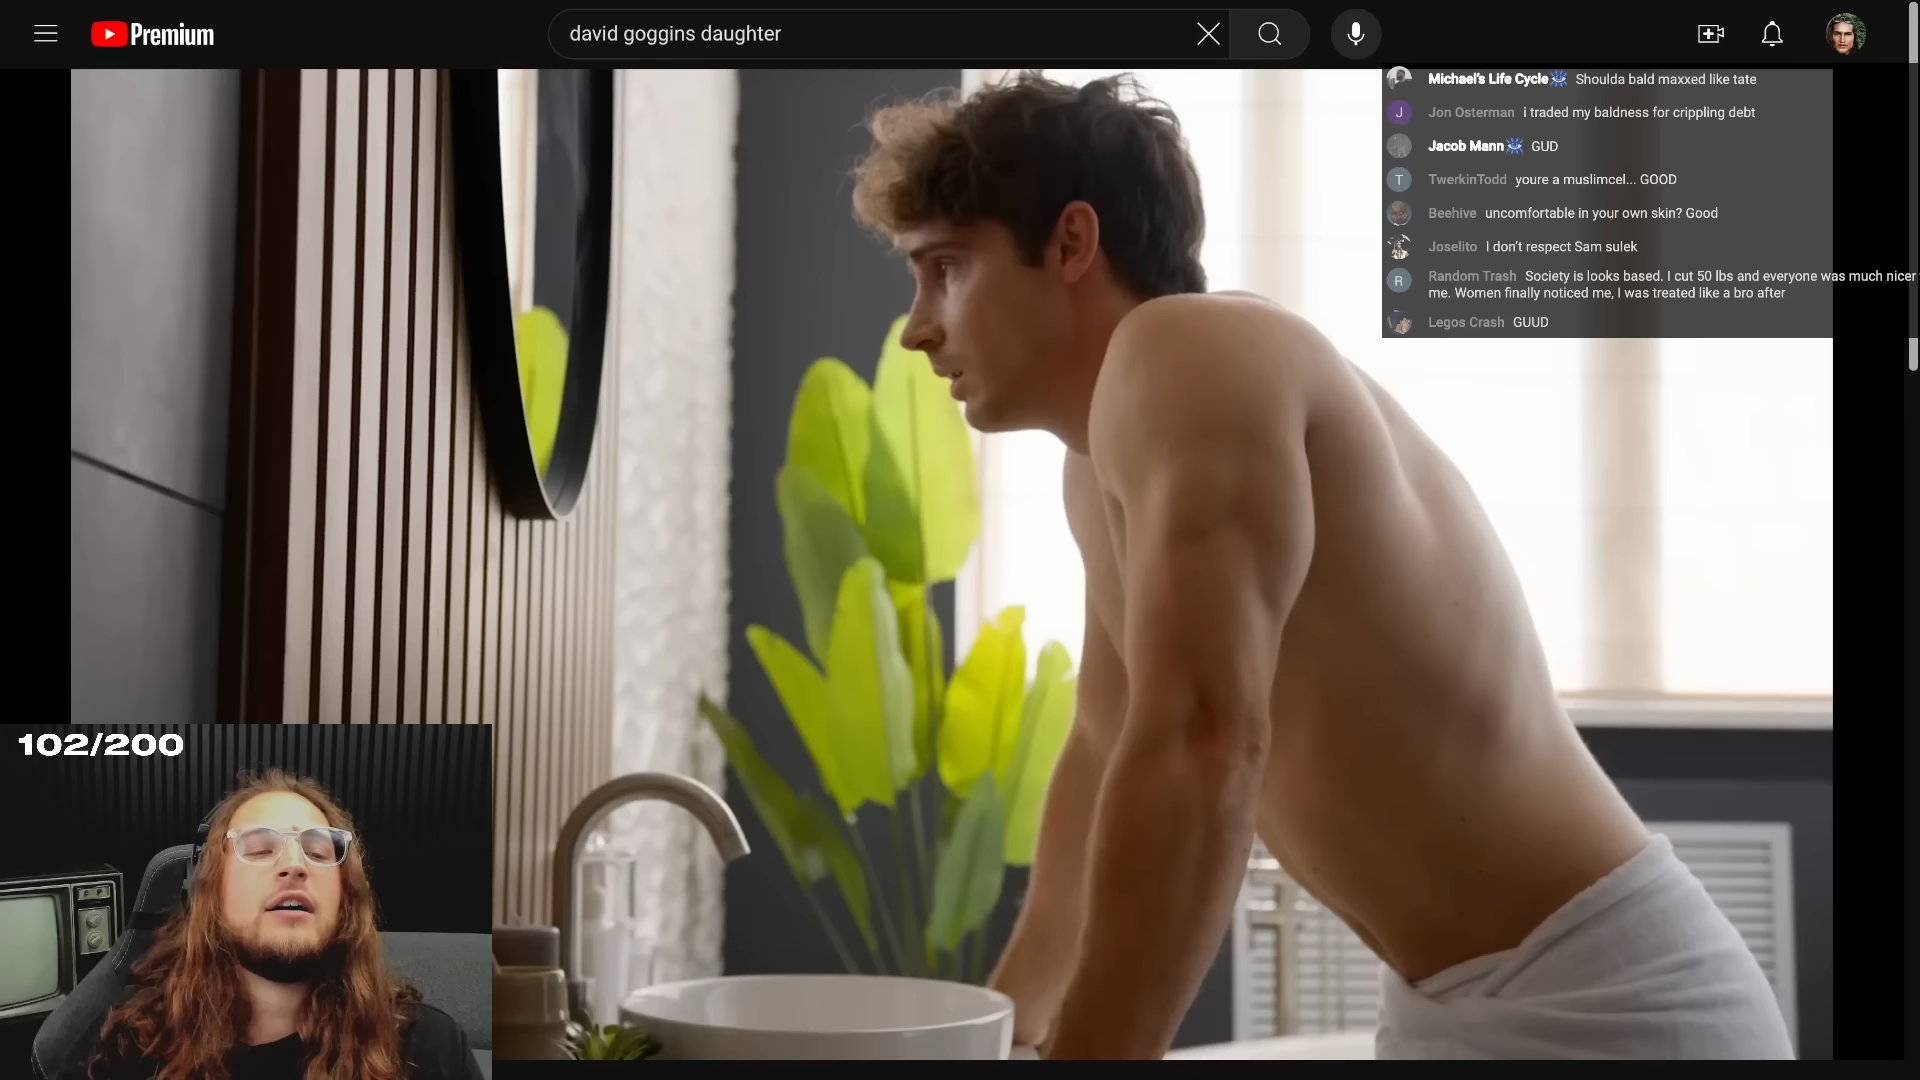 Premium
david goggins daughter
Michael's Life Cycle Shoulda bald maxxed like tate
J Jon Osterman i traded my baldness for crippling debt
Jacob Mann GUD
T TwerkinTodd youre a muslimcel... GOOD
Beehive uncomfortable in your own skin? Good
Joselito I don't respect Sam sulek
R Random Trash Society is looks based. I cut 50 lbs and everyone was much nicer
me. Women finally noticed me, I was treated like a bro after
Legos Crash GUUD
102/200